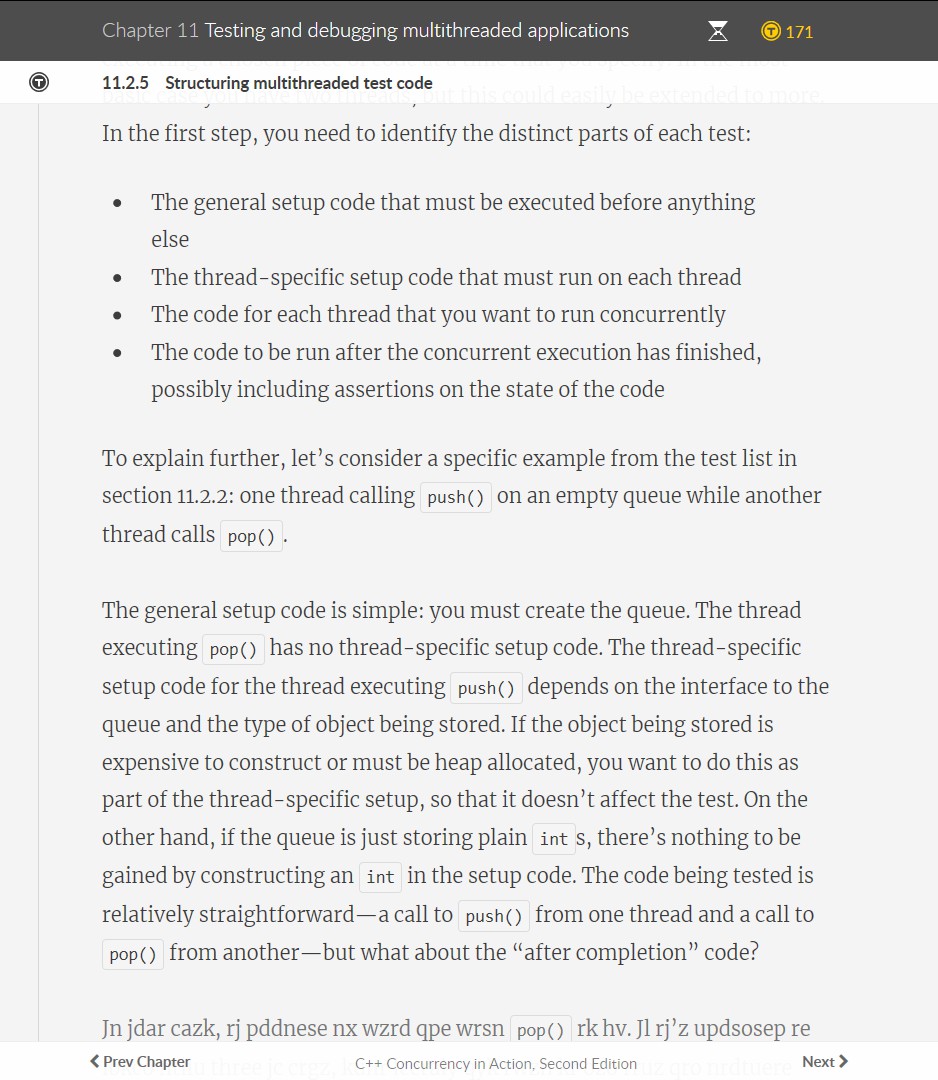 Chapter 11 Testing and debugging multithreaded applications
171
11.2.5 Structuring multithreaded test code
In the first step, you need to identify the distinct parts of each test:
• The general setup code that must be executed before anything
else
• The thread-specific setup code that must run on each thread
• The code for each thread that you want to run concurrently
• The code to be run after the concurrent execution has finished,
possibly including assertions on the state of the code
To explain further, let’s consider a specific example from the test list in
section 11.2.2: one thread calling push() on an empty queue while another
thread calls pop().
The general setup code is simple: you must create the queue. The thread
executing pop() has no thread-specific setup code. The thread-specific
setup code for the thread executing push() depends on the interface to the
queue and the type of object being stored. If the object being stored is
expensive to construct or must be heap allocated, you want to do this as
part of the thread-specific setup, so that it doesn’t affect the test. On the
other hand, if the queue is just storing plain ints, there’s nothing to be
gained by constructing an int in the setup code. The code being tested is
relatively straightforward—a call to push() from one thread and a call to
pop() from another—but what about the “after completion” code?
Jn jdar cazk, rj pddnese nx wzrd qpe wrsn pop() rk hv. Jl rj’z updsosep re
Prev Chapter
C++ Concurrency in Action, Second Edition
Next